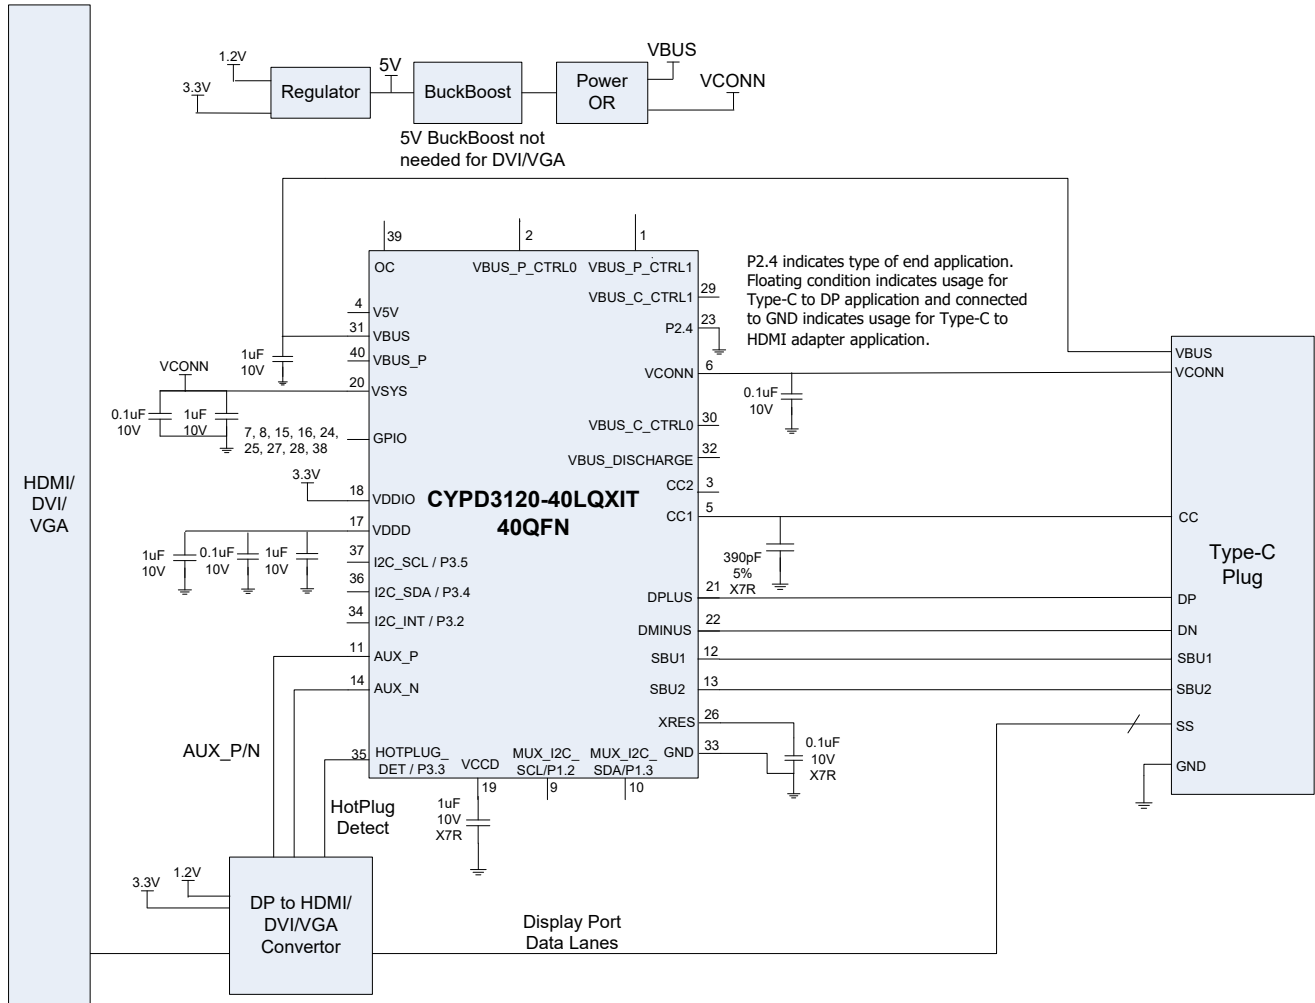 VBUS
VCONN
1.2V
3.3V
5V
Regulator
BuckBoost
Power
OR
5V BuckBoost not
needed for DVI/VGA
HDMI/
DVI/
VGA
39
2
1
OC
VBUS_P_CTRL0
VBUS_P_CTRL1
29
VBUS_C_CTRL1
4
V5V
23
P2.4
31
VBUS
40
VBUS_P
6
VCONN
20
VSYS
30
VBUS_C_CTRL0
GPIO
7, 8, 15, 16, 24,
25, 27, 28, 38
32
VBUS_DISCHARGE
3
CC2
18
VDDIO
5
CC1
17
VDDD
CYPD3120-40LQXIT
40QFN
37
I2C_SCL / P3.5
36
I2C_SDA / P3.4
21
DPLUS
34
I2C_INT / P3.2
22
DMINUS
11
AUX_P
12
SBU1
14
AUX_N
13
SBU2
26
XRES
35
HOTPLUG_
DET / P3.3
VCCD
MUX_I2C_
SCL/P1.2
MUX_I2C_
SDA/P1.3
33
GND
19
9
10
1uF
10V
VCONN
0.1uF
10V
1uF
10V
3.3V
1uF
10V
0.1uF
10V
1uF
10V
P2.4 indicates type of end application.
Floating condition indicates usage for
Type-C to DP application and connected
to GND indicates usage for Type-C to
HDMI adapter application.
0.1uF
10V
390pF
5%
X7R
0.1uF
10V
X7R
1uF
10V
X7R
VBUS
VCONN
CC
Type-C
Plug
DP
DN
SBU1
SBU2
SS
GND
AUX_P/N
HotPlug
Detect
3.3V
1.2V
DP to HDMI/
DVI/VGA
Convertor
Display Port
Data Lanes